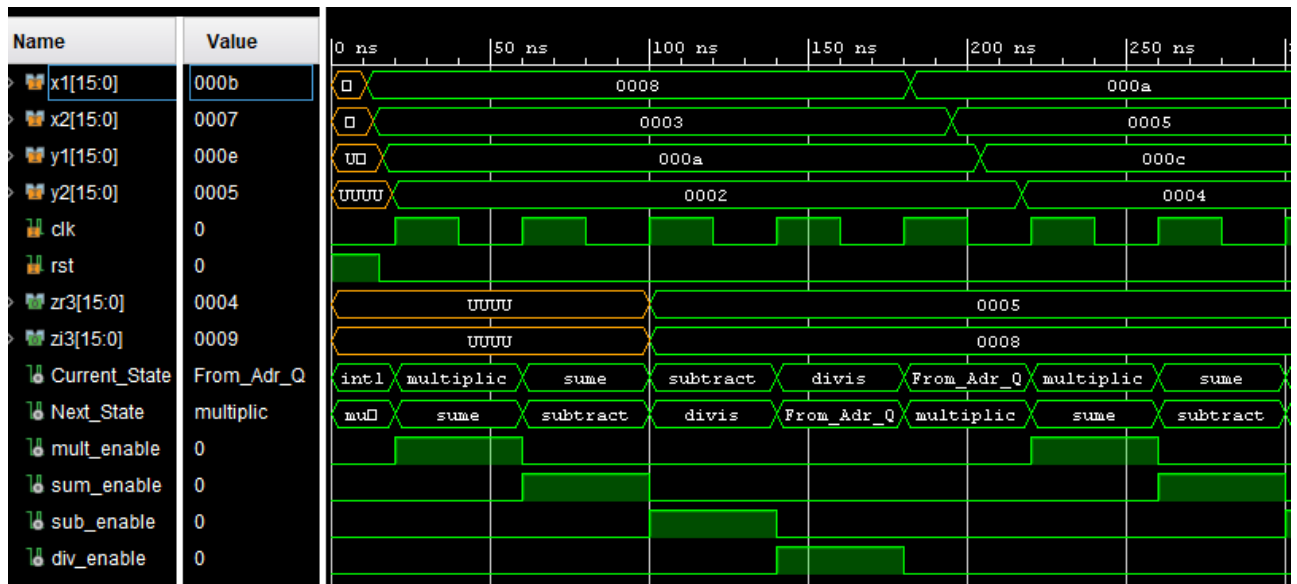 Name Value 0 ns 50 ns 100 ns 150 ns 200 ns 250 ns
x1[15:0] 000b 0008 000a
x2[15:0] 0007 0003 0005
y1[15:0] 000e U 000a 000c
y2[15:0] 0005 UUUU 0002 0004
clk 0
rst 0
zr3[15:0] 0004 UUUU 0005
zi3[15:0] 0009 UUUU 0008
Current_State From_Adr_Q intl multiplic sume subtract divis From_Adr_Q multiplic sume
Next_State multiplic mu sume subtract divis From_Adr_Q multiplic sume subtract
mult_enable 0
sum_enable 0
sub_enable 0
div_enable 0